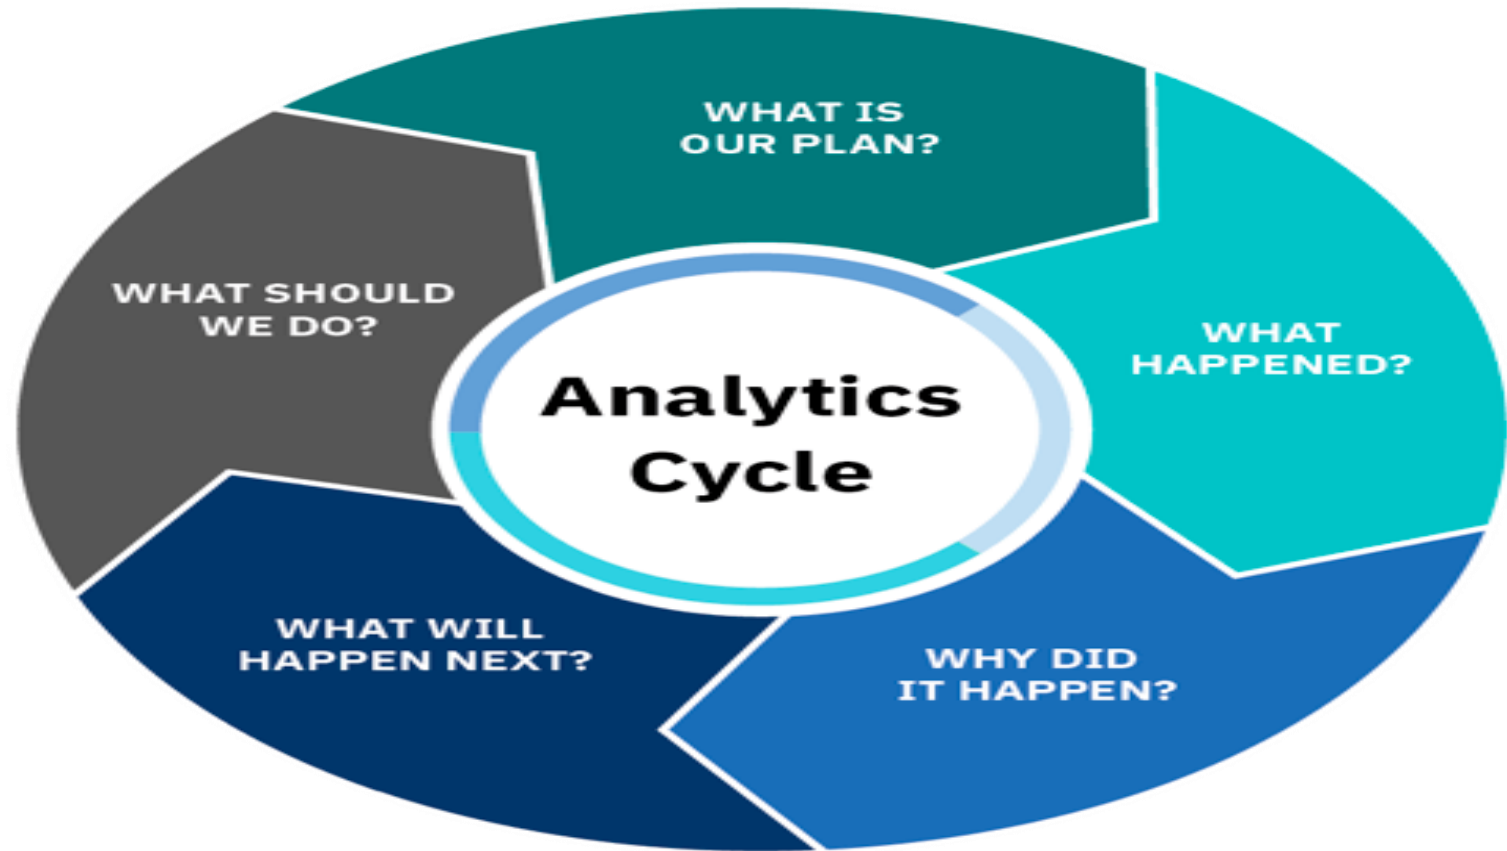 WHAT IS
OUR PLAN?
WHAT
HAPPENED?
WHY DID
IT HAPPEN?
WHAT WILL
HAPPEN NEXT?
WHAT SHOULD
WE DO?
Analytics
Cycle